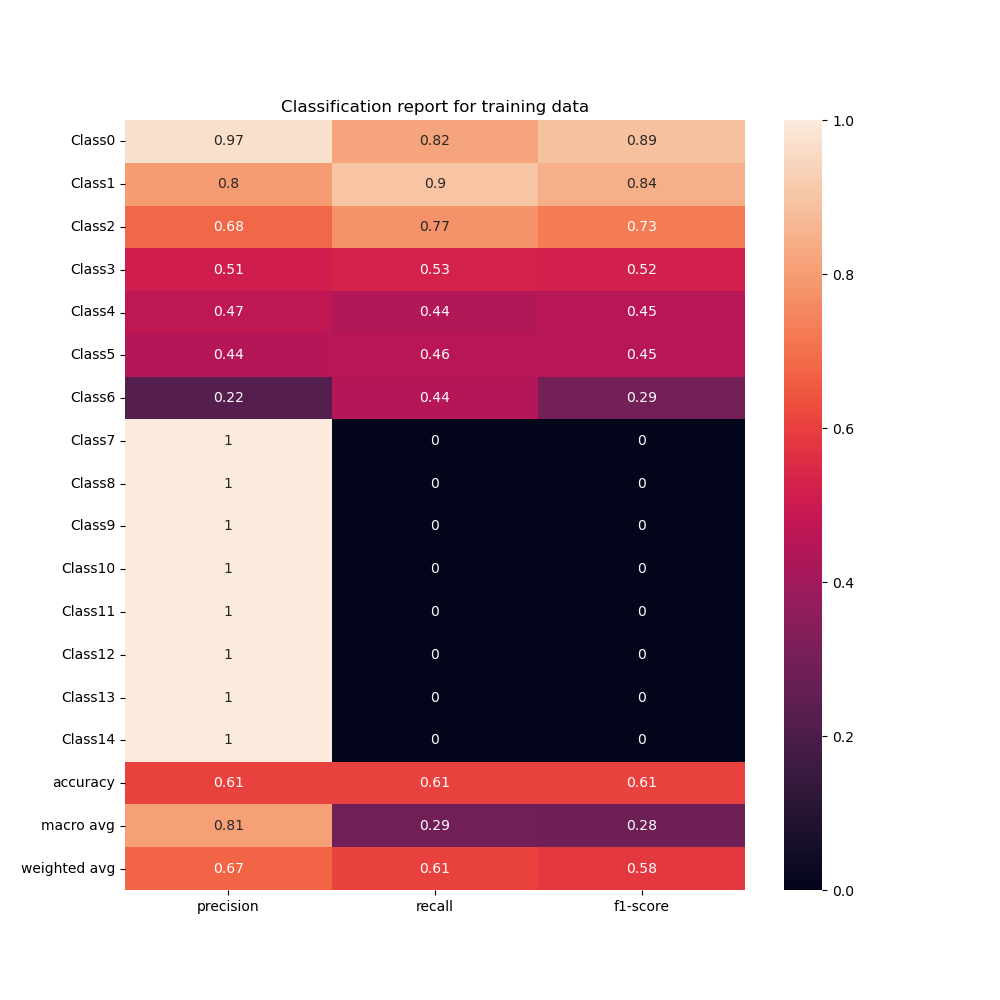 Classification report for training data
Class0 0.97 0.82 0.89
Class1 0.8 0.9 0.84
Class2 0.68 0.77 0.73
Class3 0.51 0.53 0.52
Class4 0.47 0.44 0.45
Class5 0.44 0.46 0.45
Class6 0.22 0.44 0.29
Class7 1 0 0
Class8 1 0 0
Class9 1 0 0
Class10 1 0 0
Class11 1 0 0
Class12 1 0 0
Class13 1 0 0
Class14 1 0 0
accuracy 0.61 0.61 0.61
macro avg 0.81 0.29 0.28
weighted avg 0.67 0.61 0.58
precision recall f1-score
1.0
0.8
0.6
0.4
0.2
0.0